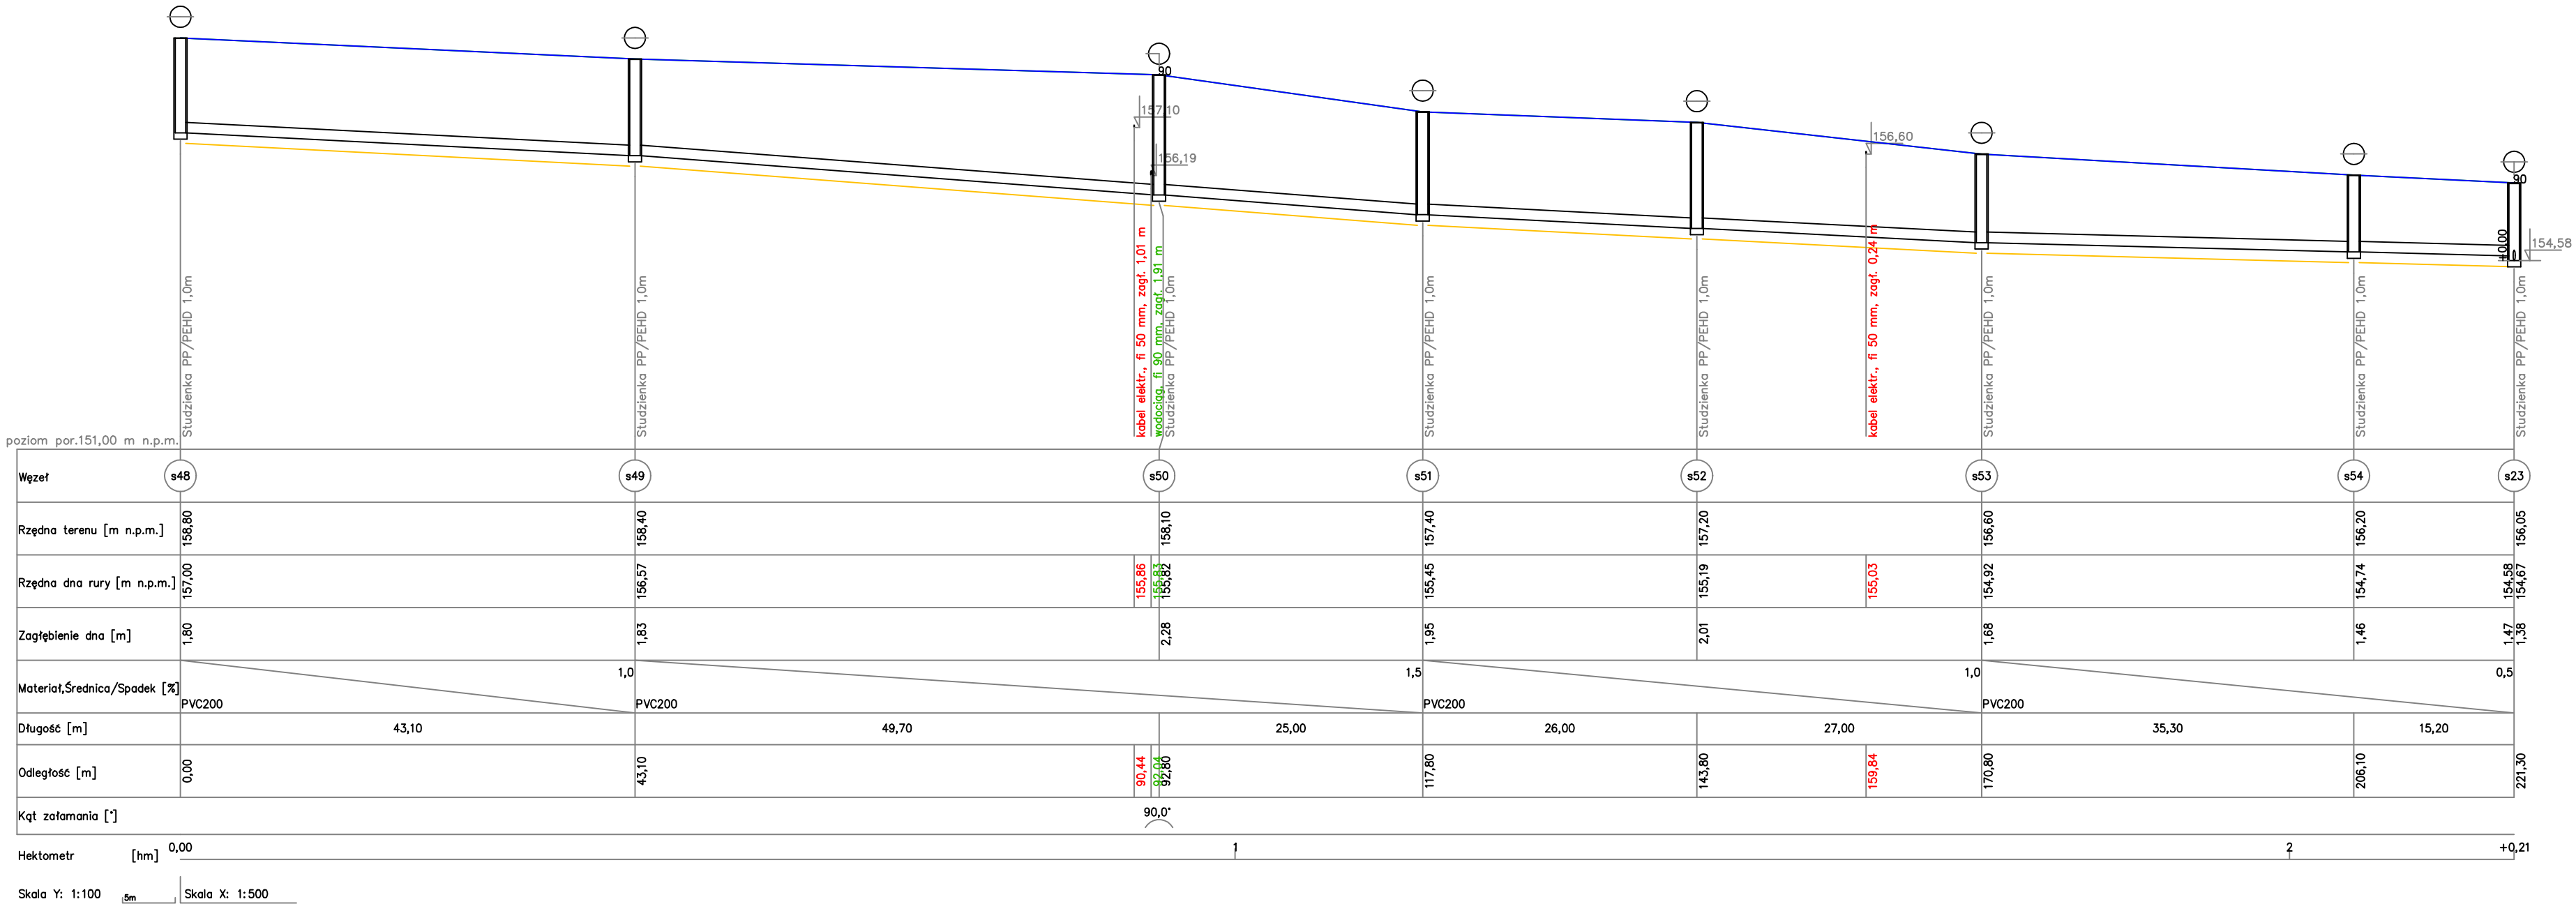 90
157,10
156,60
156,19
90
±0,00
154,58
kabel elektr., fi 50 mm, zagł. 1,01 m
wodociąg, fi 90 mm, zagł. 1,91 m
kabel elektr., fi 50 mm, zagł. 0,24 m
Studzienka PP/PEHD 1,0m
Studzienka PP/PEHD 1,0m
Studzienka PP/PEHD 1,0m
Studzienka PP/PEHD 1,0m
Studzienka PP/PEHD 1,0m
Studzienka PP/PEHD 1,0m
Studzienka PP/PEHD 1,0m
Studzienka PP/PEHD 1,0m
poziom por.151,00 m n.p.m.
Węzeł s48 s49 s50 s51 s52 s53 s54 s23
Rzędna terenu [m n.p.m.] 158,80 158,40 158,10 157,40 157,20 156,60 156,20 156,05
Rzędna dna rury [m n.p.m.] 157,00 156,57 155,86 155,83 155,82 155,45 155,19 155,03 154,92 154,74 154,58 154,67
Zagłębienie dna [m] 1,80 1,83 2,28 1,95 2,01 1,68 1,46 1,47 1,38
1,0 1,5 1,0 0,5
Materiał,Średnica/Spadek [%]
PVC200 PVC200 PVC200 PVC200
Długość [m] 43,10 49,70 25,00 26,00 27,00 35,30 15,20
Odległość [m] 0,00 43,10 90,44 92,04 92,80 117,80 143,80 159,84 170,80 206,10 221,30
Kąt załamania [°] 90,0°
Hektometr [hm] 0,00 1 2 +0,21
Skala Y: 1:100 5m Skala X: 1:500